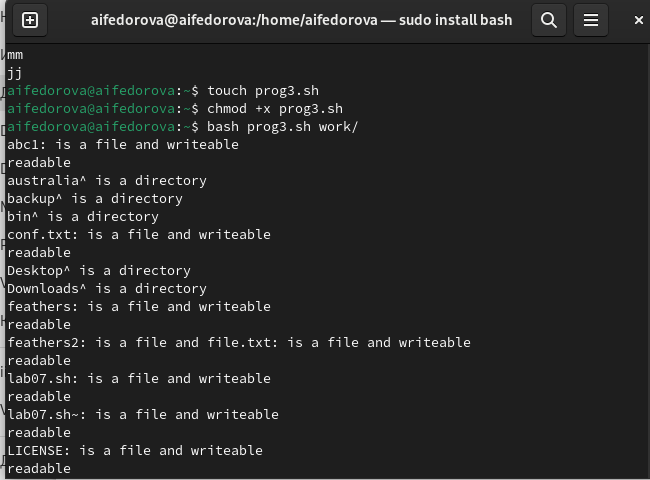 aifedorova@aifedorova:/home/aifedorova — sudo install bash
mm
jj
aifedorova@aifedorova:~$ touch prog3.sh
aifedorova@aifedorova:~$ chmod +x prog3.sh
aifedorova@aifedorova:~$ bash prog3.sh work/
abc1: is a file and writeable
readable
australia^ is a directory
backup^ is a directory
bin^ is a directory
conf.txt: is a file and writeable
readable
Desktop^ is a directory
Downloads^ is a directory
feathers: is a file and writeable
readable
feathers2: is a file and file.txt: is a file and writeable
readable
lab07.sh: is a file and writeable
readable
lab07.sh~: is a file and writeable
readable
LICENSE: is a file and writeable
readable